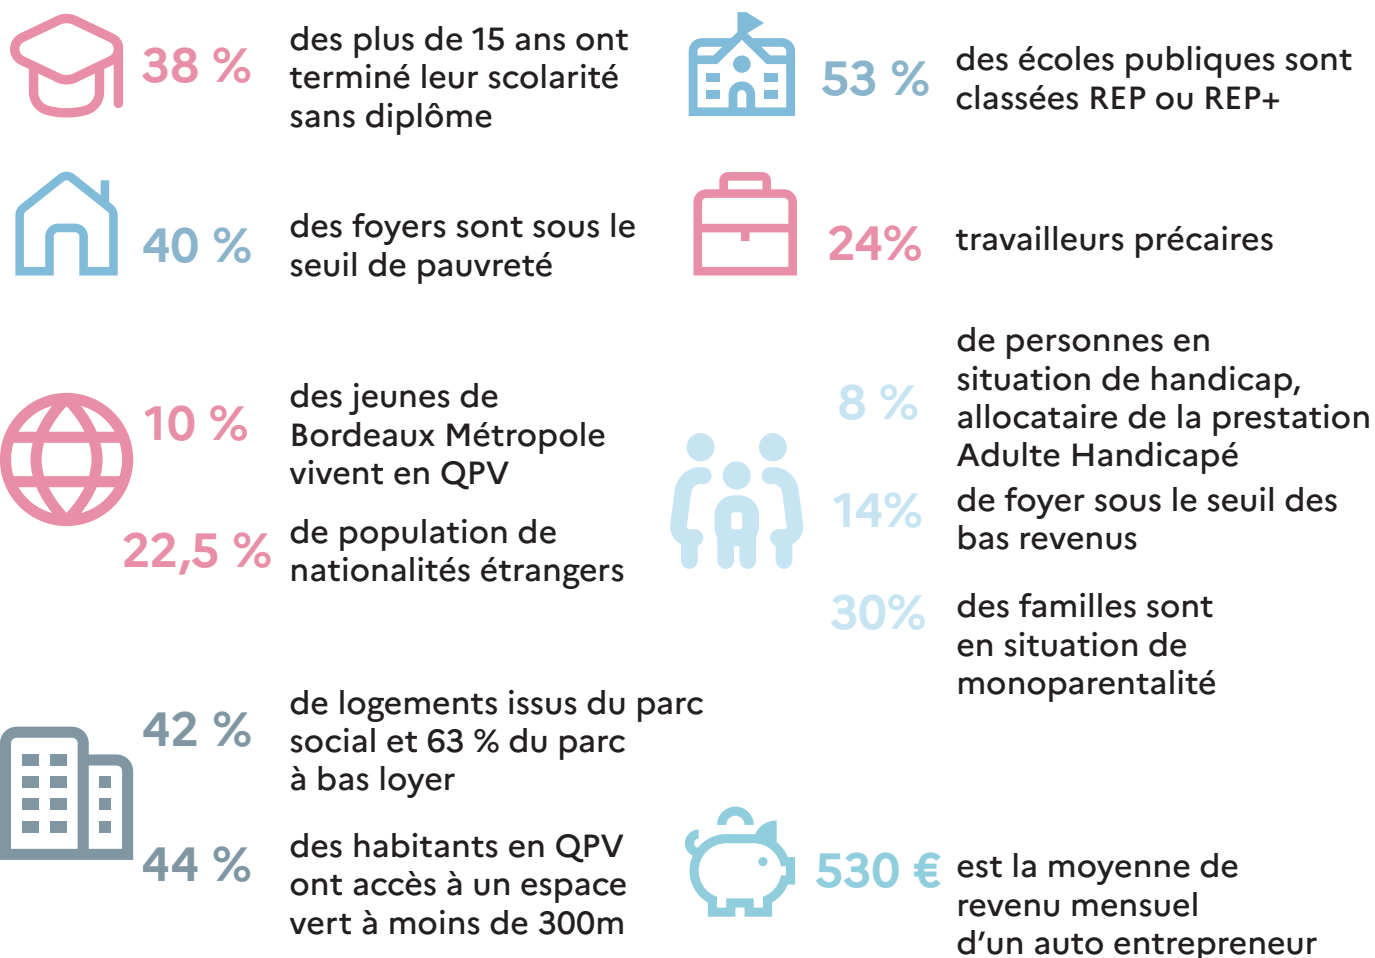 38 %
des plus de 15 ans ont
terminé leur scolarité
sans diplôme
53 %
des écoles publiques sont
classées REP ou REP+
40 %
des foyers sont sous le
seuil de pauvreté
24%
travailleurs précaires
10 %
des jeunes de
Bordeaux Métropole
vivent en QPV
22,5 %
de population de
nationalités étrangers
8 %
de personnes en
situation de handicap,
allocataire de la prestation
Adulte Handicapé
14%
de foyer sous le seuil des
bas revenus
30%
des familles sont
en situation de
monoparentalité
42 %
de logements issus du parc
social et 63 % du parc
à bas loyer
44 %
des habitants en QPV
ont accès à un espace
vert à moins de 300m
530 €
est la moyenne de
revenu mensuel
d’un auto entrepreneur